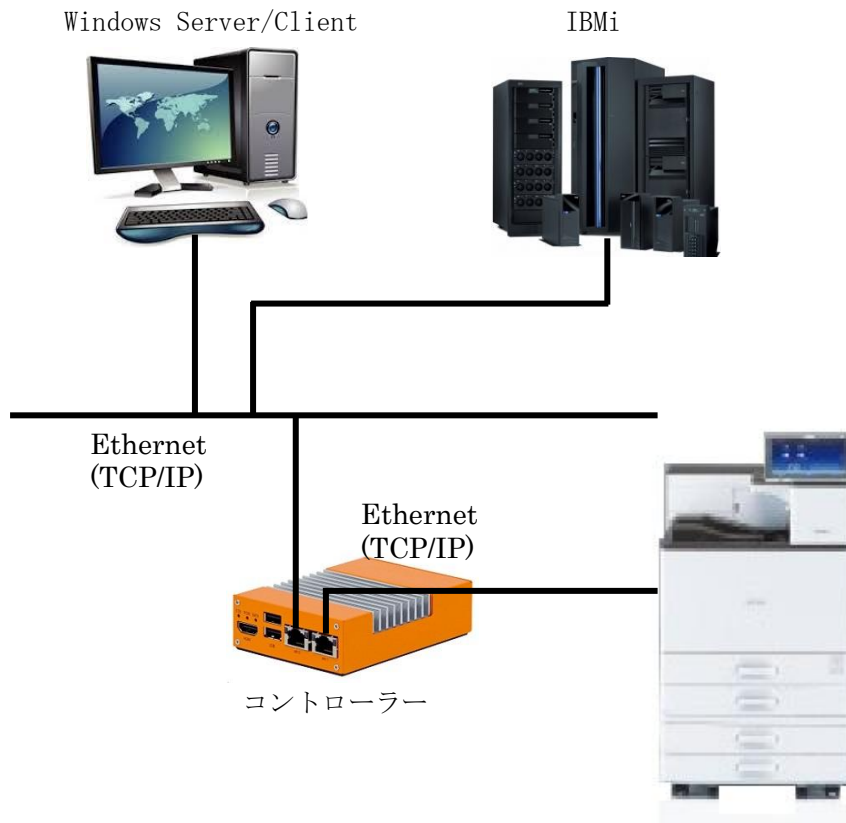 Windows Server/Client
IBMi
Ethernet
(TCP/IP)
Ethernet
(TCP/IP)
コントローラー